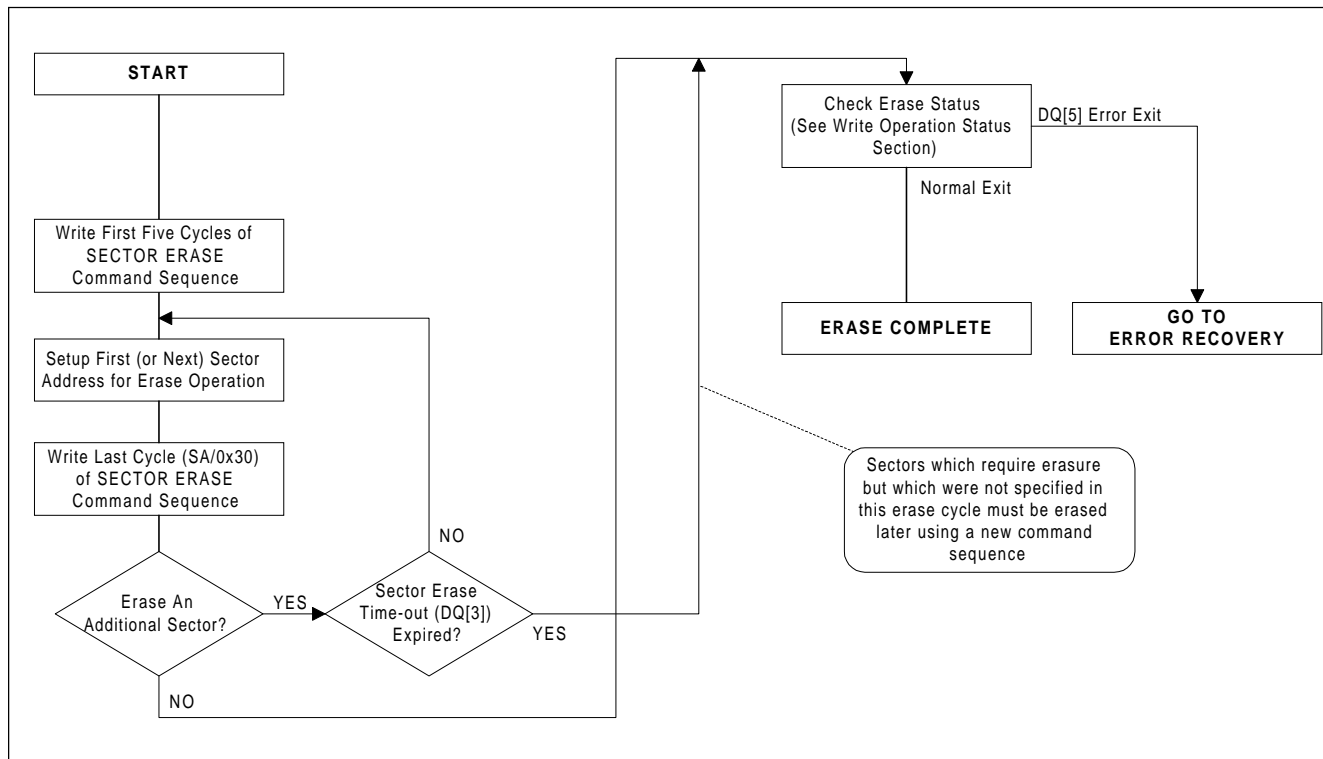 START
Write First Five Cycles of
SECTOR ERASE
Command Sequence
Setup First (or Next) Sector
Address for Erase Operation
Write Last Cycle (SA/0x30)
of SECTOR ERASE
Command Sequence
Erase An
Additional Sector?
YES
NO
Sector Erase
Time-out (DQ[3])
Expired?
NO
YES
Check Erase Status
(See Write Operation Status
Section)
DQ[5] Error Exit
Normal Exit
ERASE COMPLETE
GO TO
ERROR RECOVERY
Sectors which require erasure
but which were not specified in
this erase cycle must be erased
later using a new command
sequence